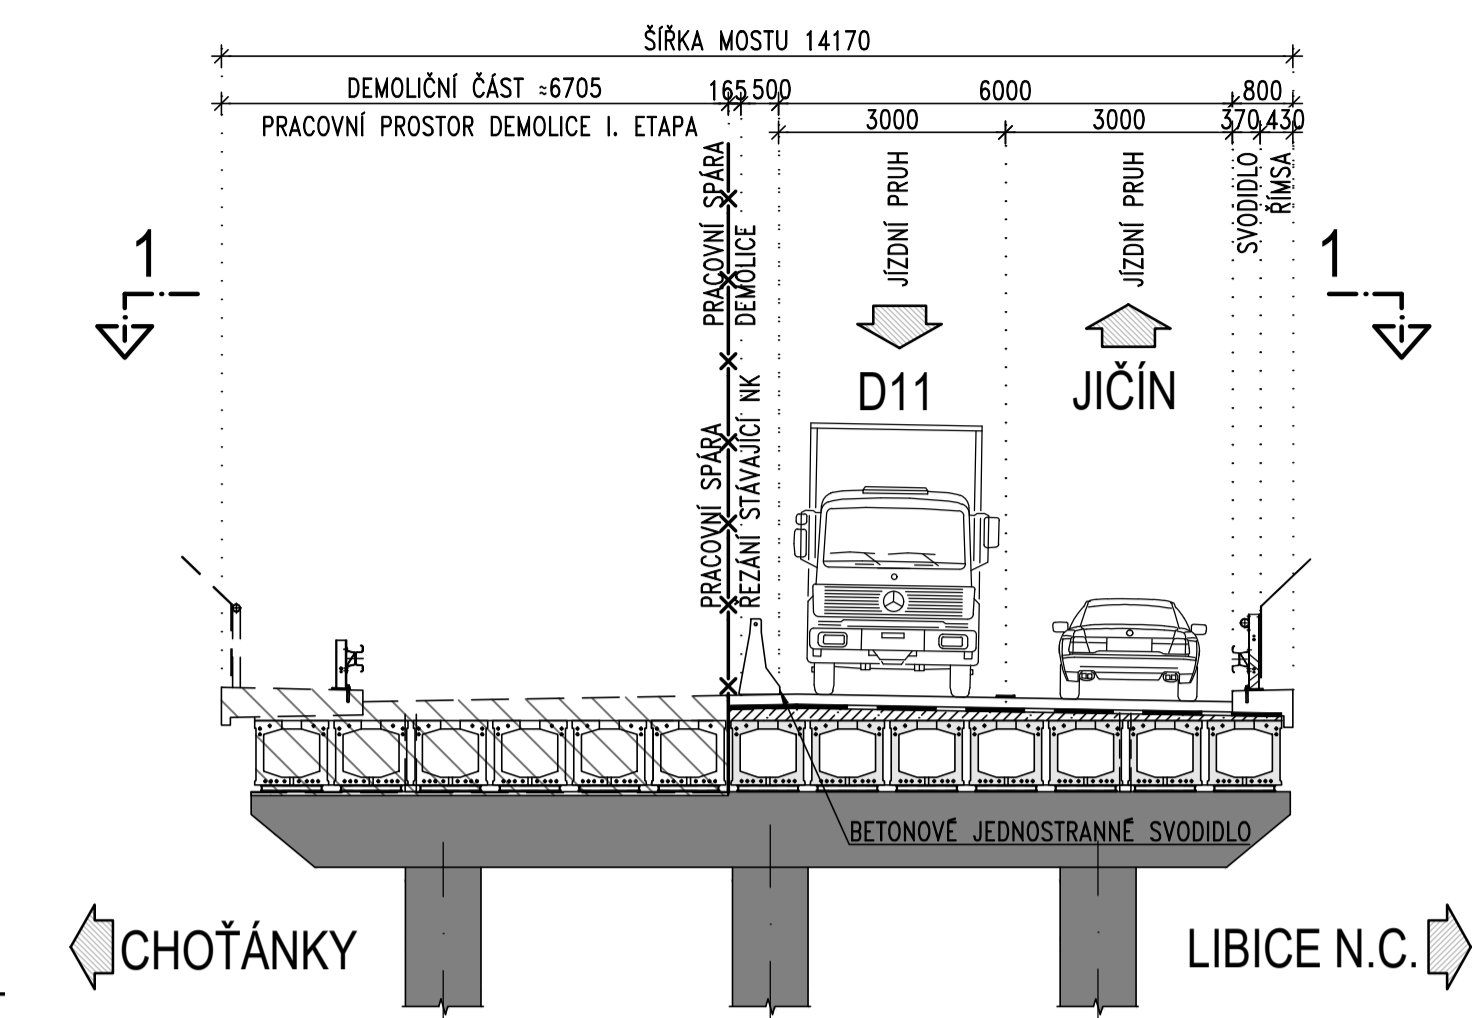 ŠÍŘKA MOSTU 14170
DEMOLIČNÍ ČÁST ≈6705
165 500
6000
800
PRACOVNÍ PROSTOR DEMOLICE I. ETAPA
3000
3000
370 430
PRACOVNÍ SPÁRA
DEMOLICE
JÍZDNÍ PRUH
JÍZDNÍ PRUH
SVODIDLO
ŘÍMSA
1
1
D11
JIČÍN
PRACOVNÍ SPÁRA
ŘEZÁNÍ STÁVAJÍCÍ NK
BETONOVÉ JEDNOSTRANNÉ SVODIDLO
CHOŤÁNKY
LIBICE N.C.